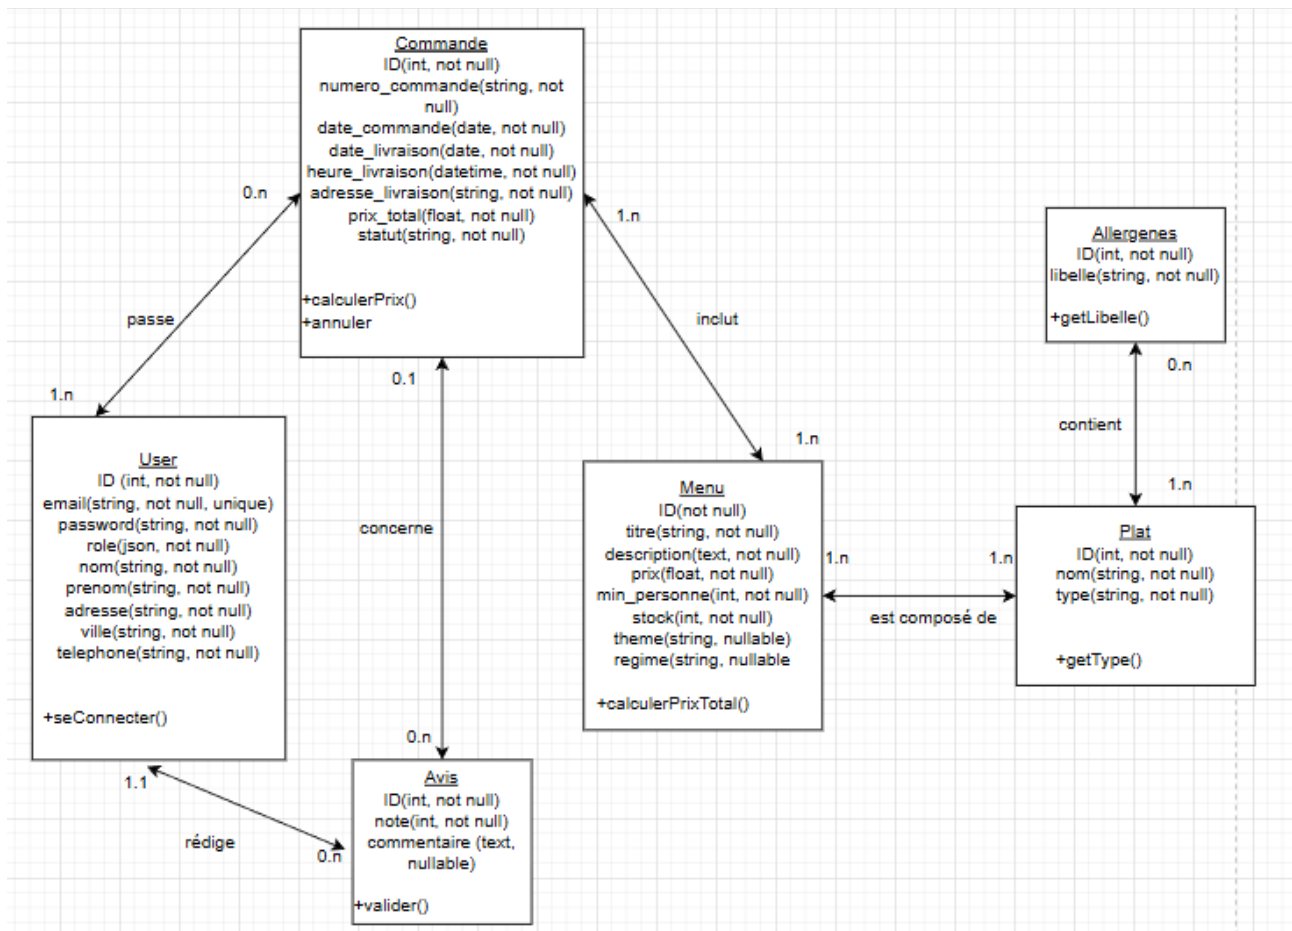 Commande
ID(int, not null)
numero_commande(string, not
null)
date_commande(date, not null)
date_livraison(date, not null)
heure_livraison(datetime, not null)
adresse_livraison(string, not null)
prix_total(float, not null)
statut(string, not null)
+calculerPrix()
+annuler
0.n
1.n
passe
inclut
0.1
1.n
1.n
concerne
Allergenes
ID(int, not null)
libelle(string, not null)
+getLibelle()
0.n
contient
1.n
User
ID (int, not null)
email(string, not null, unique)
password(string, not null)
role(json, not null)
nom(string, not null)
prenom(string, not null)
adresse(string, not null)
ville(string, not null)
telephone(string, not null)
+seConnecter()
Menu
ID(not null)
titre(string, not null)
description(text, not null)
prix(float, not null)
min_personne(int, not null)
stock(int, not null)
theme(string, nullable)
regime(string, nullable
+calculerPrixTotal()
1.n
1.n
est composé de
Plat
ID(int, not null)
nom(string, not null)
type(string, not null)
+getType()
0.n
1.1
rédige
0.n
Avis
ID(int, not null)
note(int, not null)
commentaire (text,
nullable)
+valider()